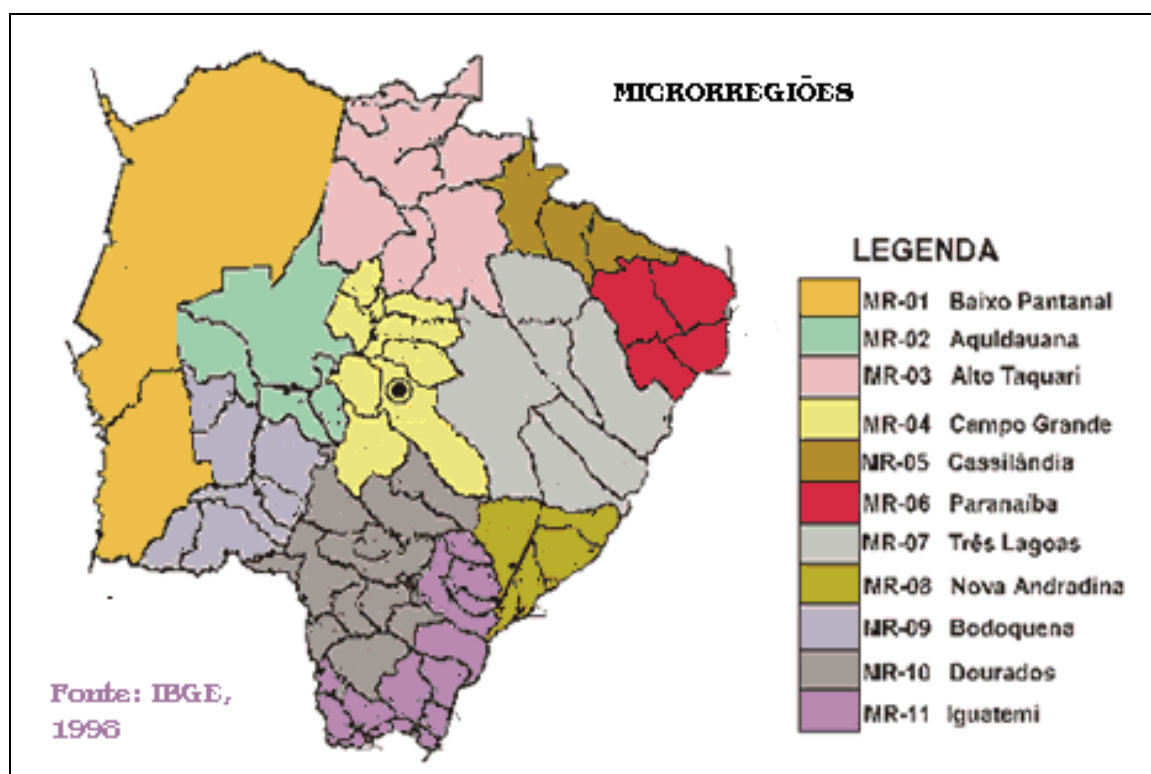 MICRORREGIÕES
LEGENDA
MR-01 Baixo Pantanal
MR-02 Aquidauana
MR-03 Alto Taquari
MR-04 Campo Grande
MR-05 Cassilândia
MR-06 Paranaíba
MR-07 Três Lagoas
MR-08 Nova Andradina
MR-09 Bodoquena
MR-10 Dourados
MR-11 Iguatemi
Fonte: IBGE,
1998